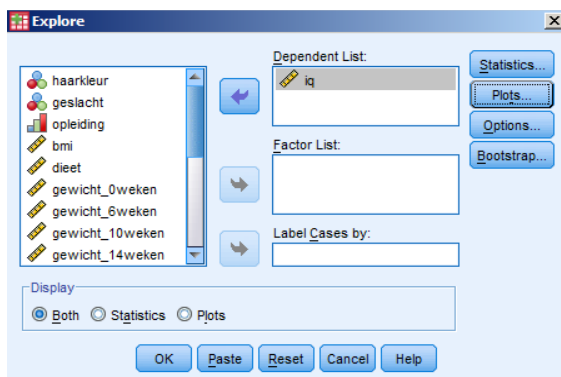 Explore
haarkleur
geslacht
opleiding
bmi
dieet
gewicht_0weken
gewicht_6weken
gewicht_10weken
gewicht_14weken
Dependent List:
iq
Factor List:
Label Cases by:
Statistics...
Plots...
Options...
Bootstrap...
Display
Both Statistics Plots
OK Paste Reset Cancel Help